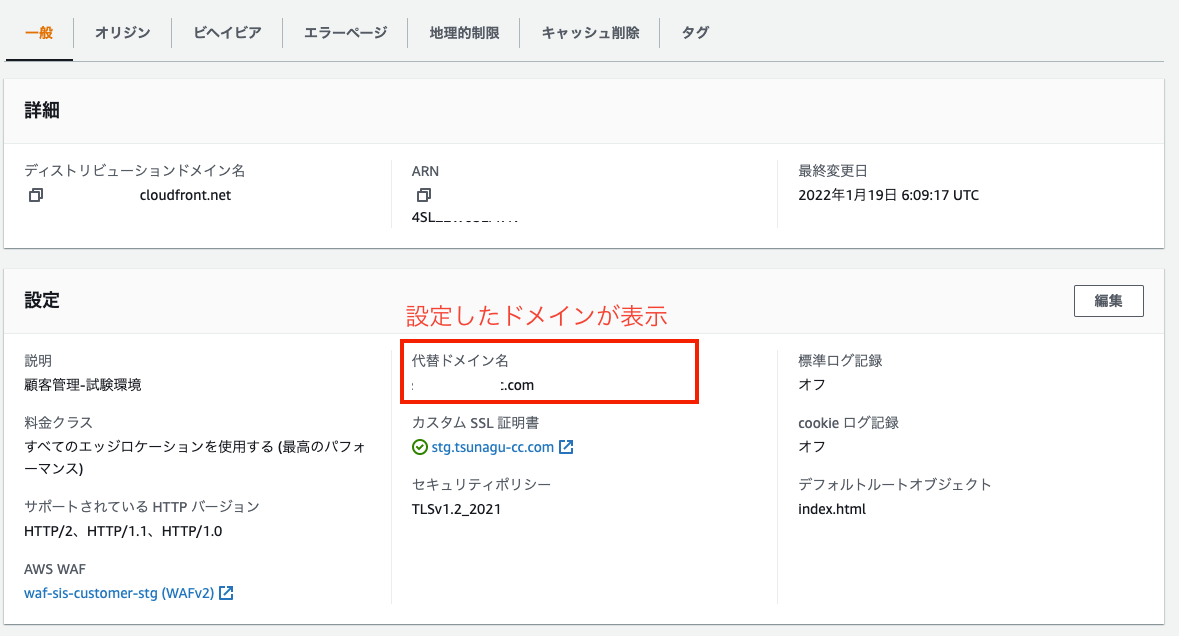 一般
オリジン
ビヘイビア
エラーページ
地理的制限
キャッシュ削除
タグ
詳細
ディストリビューションドメイン名
cloudfront.net
ARN
4SL
最終変更日
2022年1月19日 6:09:17 UTC
設定
編集
設定したドメインが表示
説明
顧客管理-試験環境
料金クラス
すべてのエッジロケーションを使用する (最高のパフォ
ーマンス)
サポートされている HTTP バージョン
HTTP/2、HTTP/1.1、HTTP/1.0
AWS WAF
waf-sis-customer-stg (WAFv2)
代替ドメイン名
.com
カスタム SSL 証明書
stg.tsunagu-cc.com
セキュリティポリシー
TLSv1.2_2021
標準ログ記録
オフ
cookie ログ記録
オフ
デフォルトルートオブジェクト
index.html